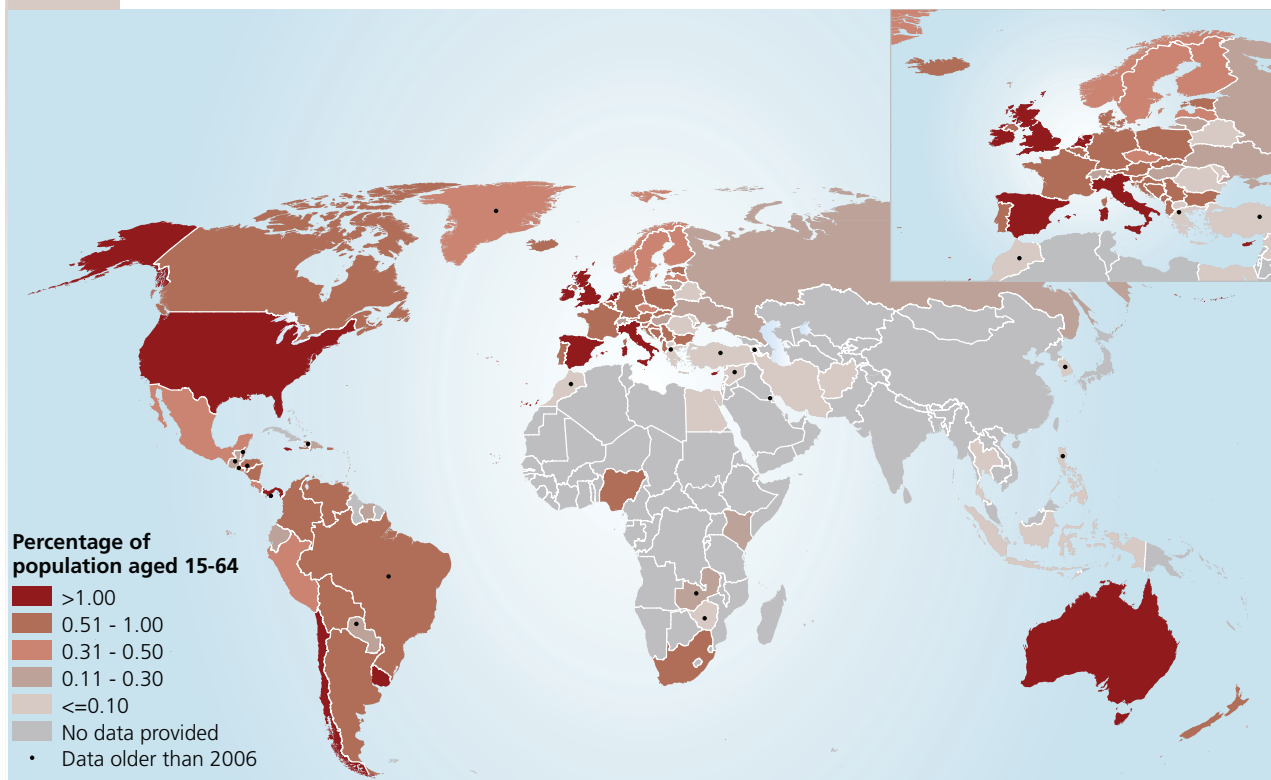 Percentage of
population aged 15-64
>1.00
0.51 - 1.00
0.31 - 0.50
0.11 - 0.30
<=0.10
No data provided
Data older than 2006